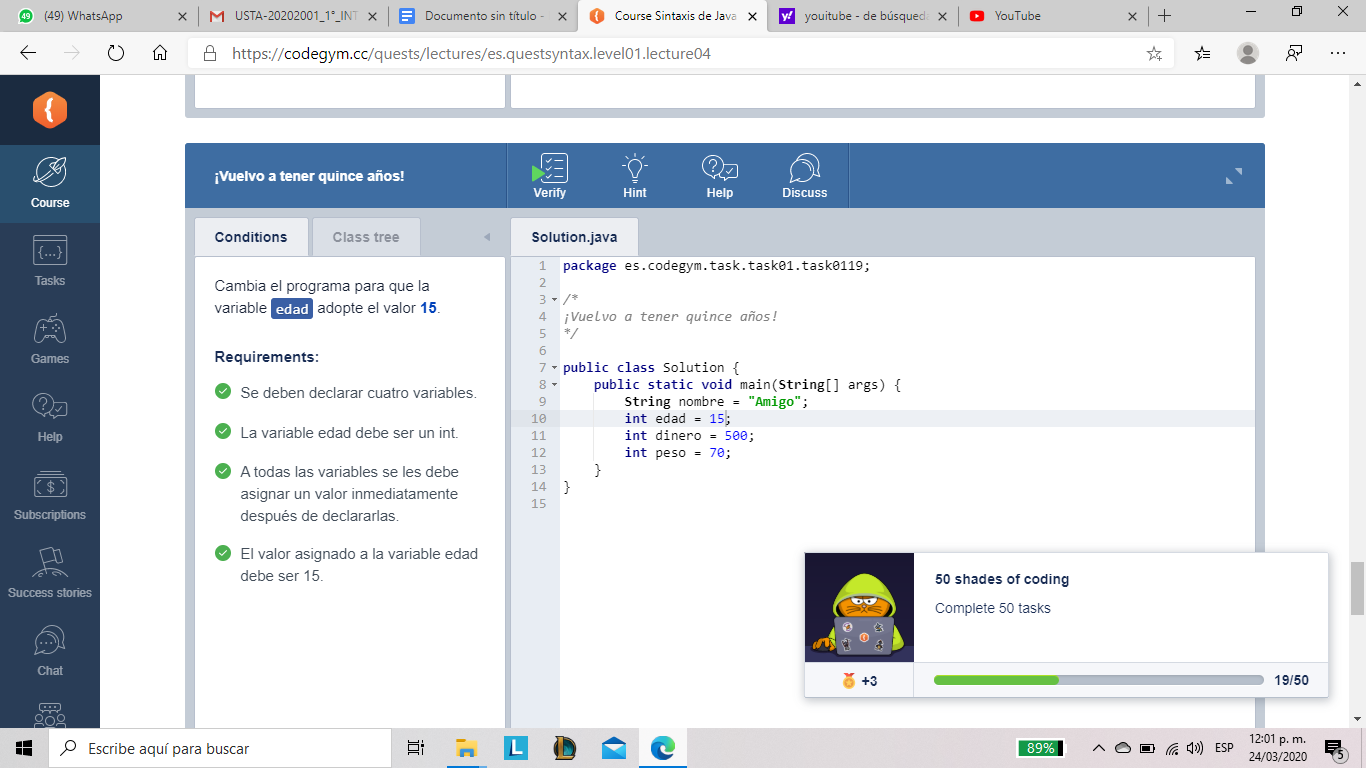 (49) WhatsApp
USTA-20202001_1°_INT
Documento sin título -
Course Sintaxis de Java
youitube - de búsqueda
YouTube
https://codegym.cc/quests/lectures/es.questsyntax.level01.lecture04
Course
Tasks
Games
Help
Subscriptions
Success stories
Chat
¡Vuelvo a tener quince años!
Verify
Hint
Help
Discuss
Conditions
Class tree
Solution.java
Cambia el programa para que la
variable edad adopte el valor 15.
Requirements:
Se deben declarar cuatro variables.
La variable edad debe ser un int.
A todas las variables se les debe
asignar un valor inmediatamente
después de declararlas.
El valor asignado a la variable edad
debe ser 15.
1 package es.codegym.task.task01.task0119;
2
3 /*
4 ¡Vuelvo a tener quince años!
5 */
6
7 public class Solution {
8 public static void main(String[] args) {
9 String nombre = "Amigo";
10 int edad = 15;
11 int dinero = 500;
12 int peso = 70;
13 }
14 }
15
50 shades of coding
Complete 50 tasks
+3
19/50
Escribe aquí para buscar
89%
ESP
12:01 p. m.
24/03/2020
5